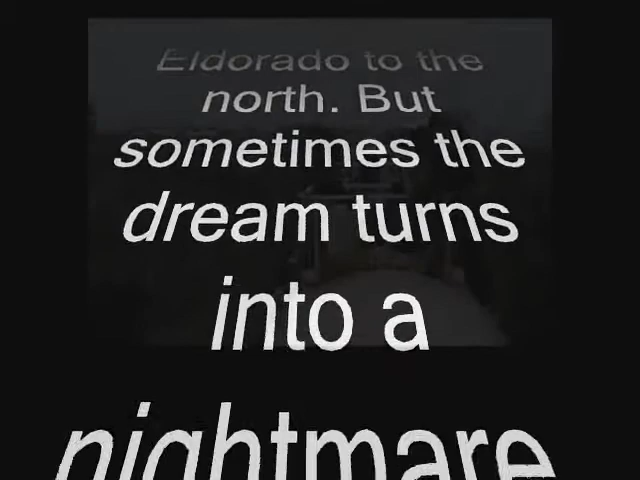 Eldorado to the
north. But
sometimes the
dream turns
into a
nightmare